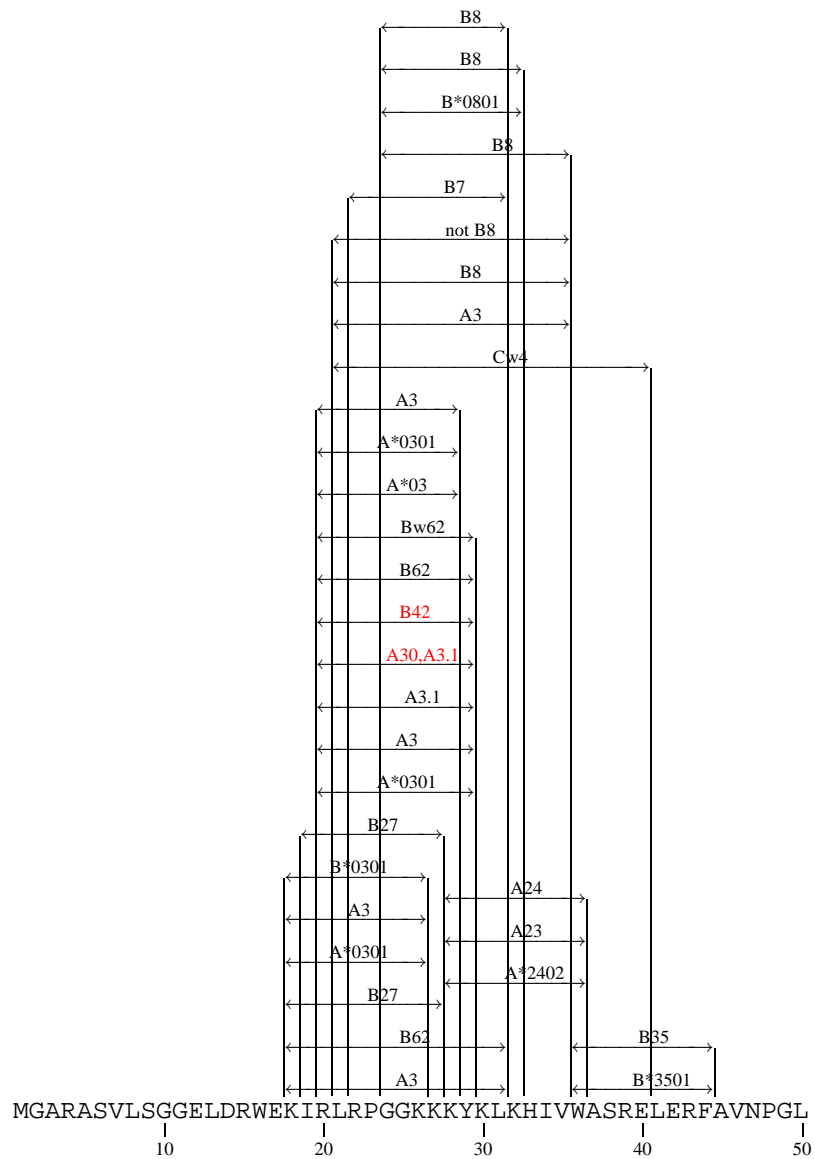 B8
B8
B*0801
B8
B7
not B8
B8
A3
Cw4
A3
A*0301
A*03
Bw62
B62
B42
A30,A3.1
A3.1
A3
A*0301
B27
B*0301
A24
A3
A23
A*0301
A*2402
B27
B62 B35
A3 B*3501
MGARASVLSGGELDRWEKIRLRPGGKKKYKLKHIVWASRELERFAVNPGL
10 20 30 40 50